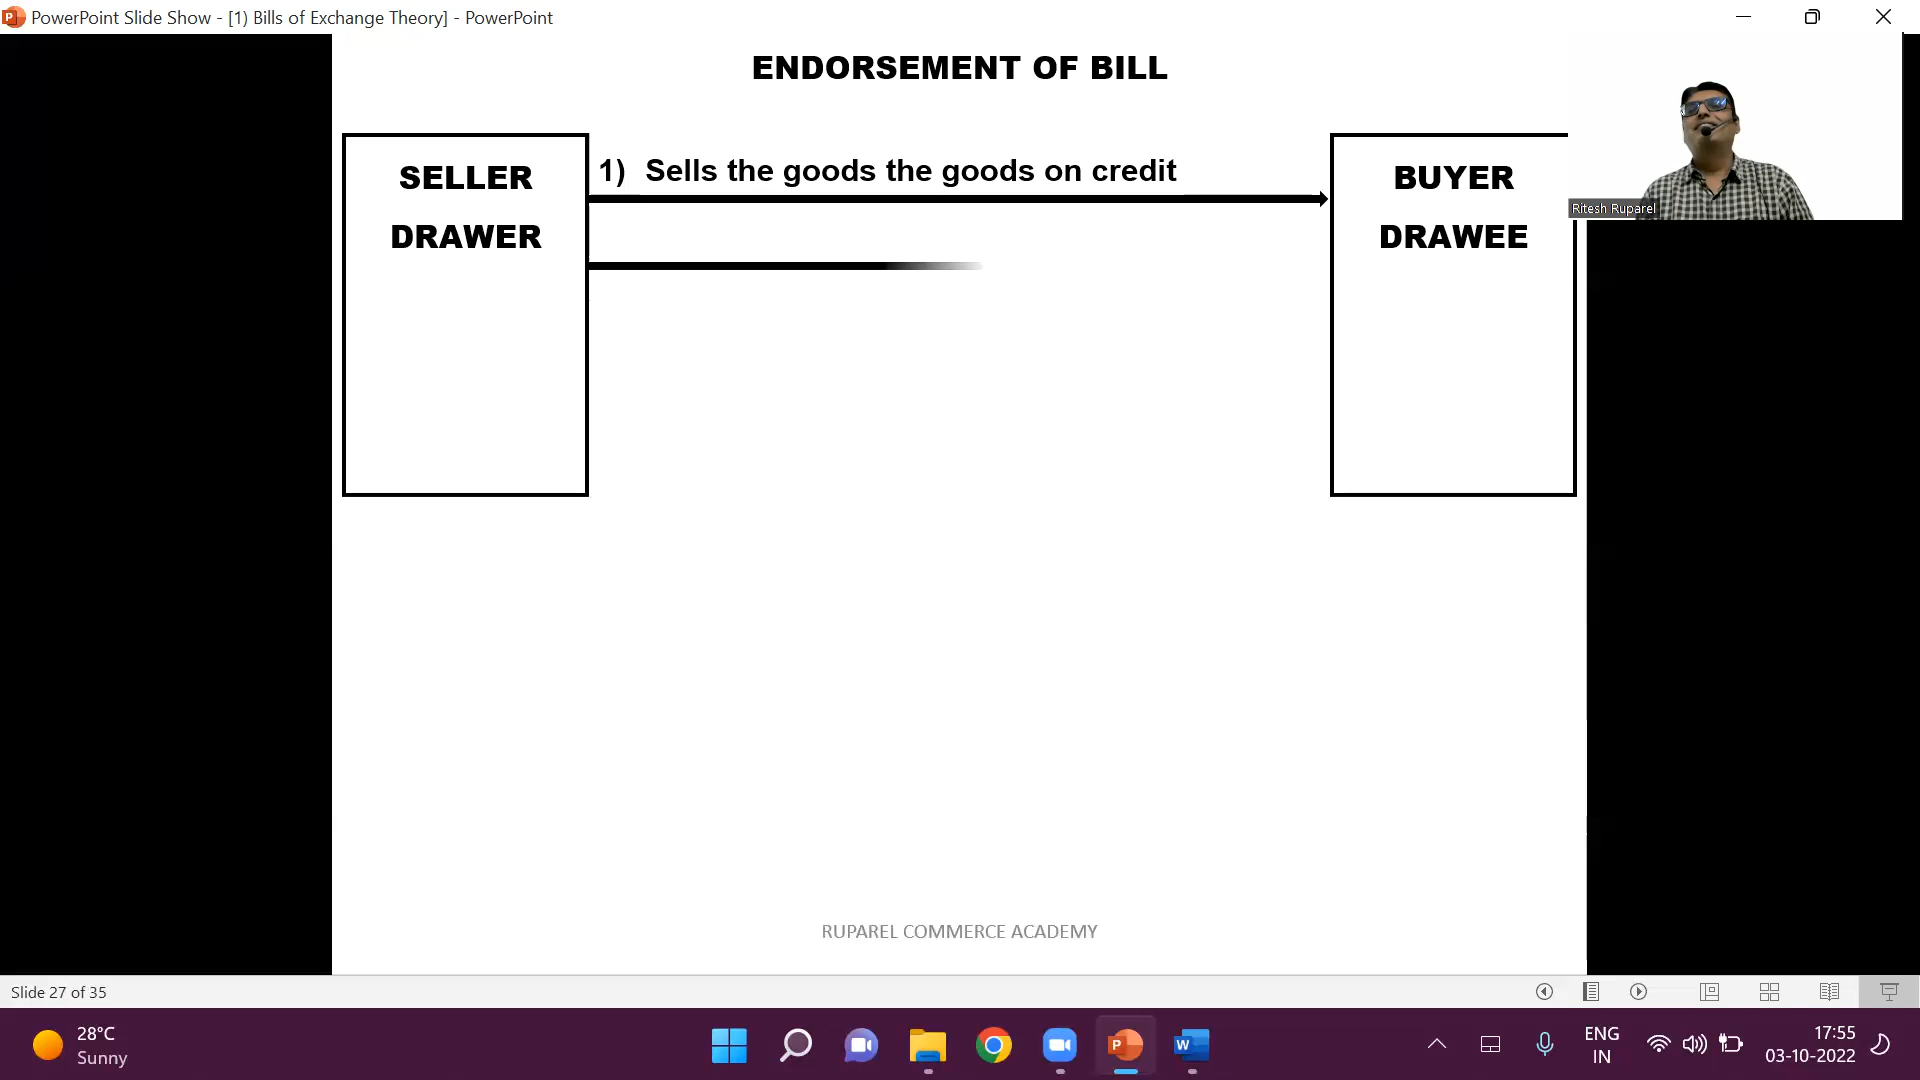 PowerPoint Slide Show - [1) Bills of Exchange Theory] - PowerPoint
ENDORSEMENT OF BILL
SELLER
DRAWER
1) Sells the goods the goods on credit
BUYER
DRAWEE
Ritesh Ruparel
RUPAREL COMMERCE ACADEMY
Slide 27 of 35
28°C
Sunny
ENG
IN
17:55
03-10-2022